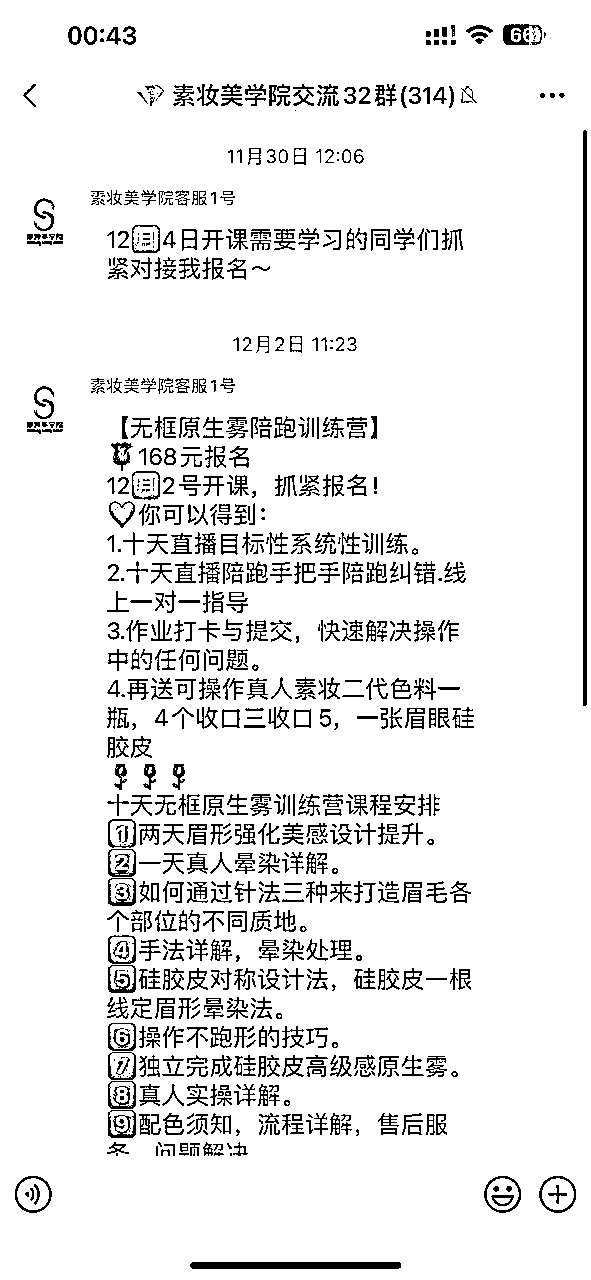 00:43
素妆美学院交流32群(314)
11月30日 12:06
素妆美学院客服1号
12月4日开课需要学习的同学们抓
紧对接我报名~
12月2日 11:23
素妆美学院客服1号
【无框原生雾陪跑训练营】
🌹168元报名
12月2号开课，抓紧报名！
♡你可以得到：
1.十天直播目标性系统性训练。
2.十天直播陪跑手把手陪跑纠错.线
上一对一指导
3.作业打卡与提交，快速解决操作
中的任何问题。
4.再送可操作真人素妆二代色料一
瓶，4个收口三收口5，一张眉眼硅
胶皮
🌹🌹🌹
十天无框原生雾训练营课程安排
1️⃣两天眉形强化美感设计提升。
2️⃣一天真人晕染详解。
3️⃣如何通过针法三种来打造眉毛各
个部位的不同质地。
4️⃣手法详解，晕染处理。
5️⃣硅胶皮对称设计法，硅胶皮一根
线定眉形晕染法。
6️⃣操作不跑形的技巧。
7️⃣独立完成硅胶皮高级感原生雾。
8️⃣真人实操详解。
9️⃣配色须知，流程详解，售后服
务，问题解决